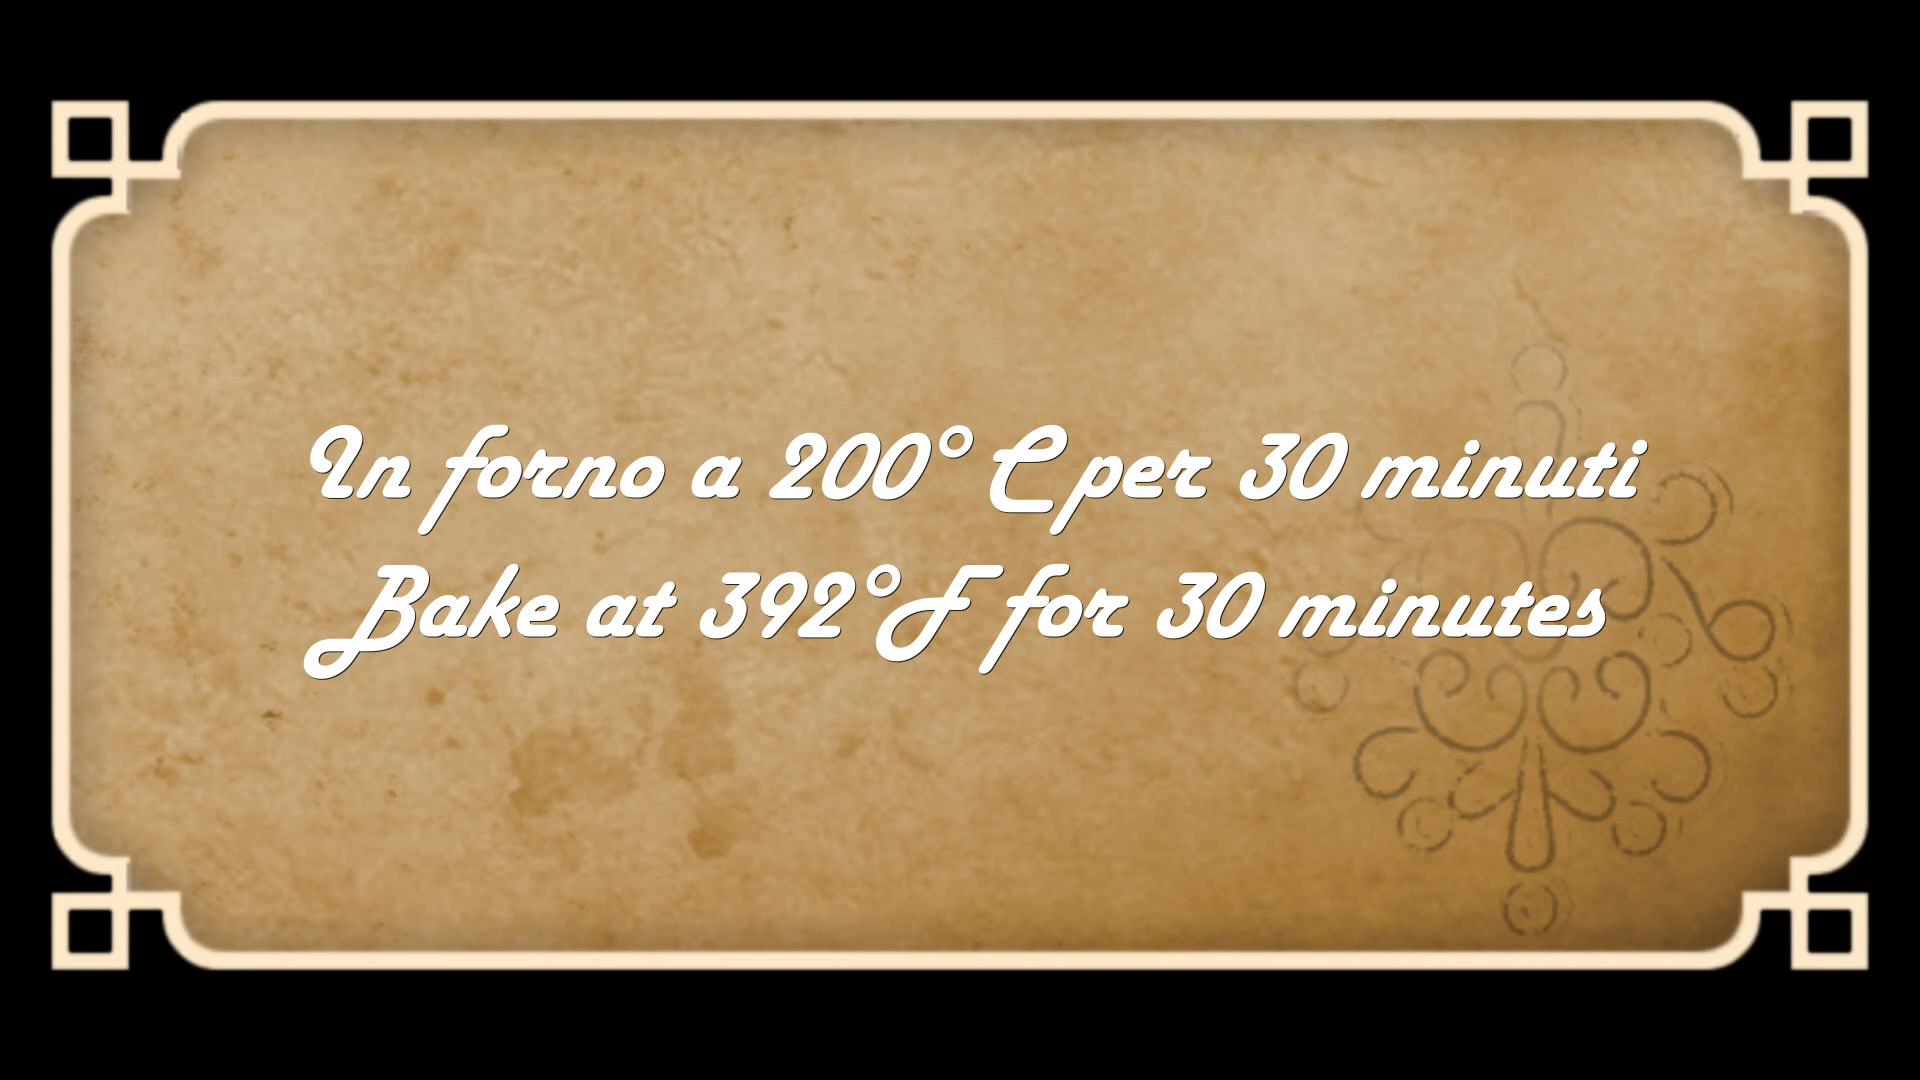 In forno a 200° C per 30 minuti
Bake at 392°F for 30 minutes